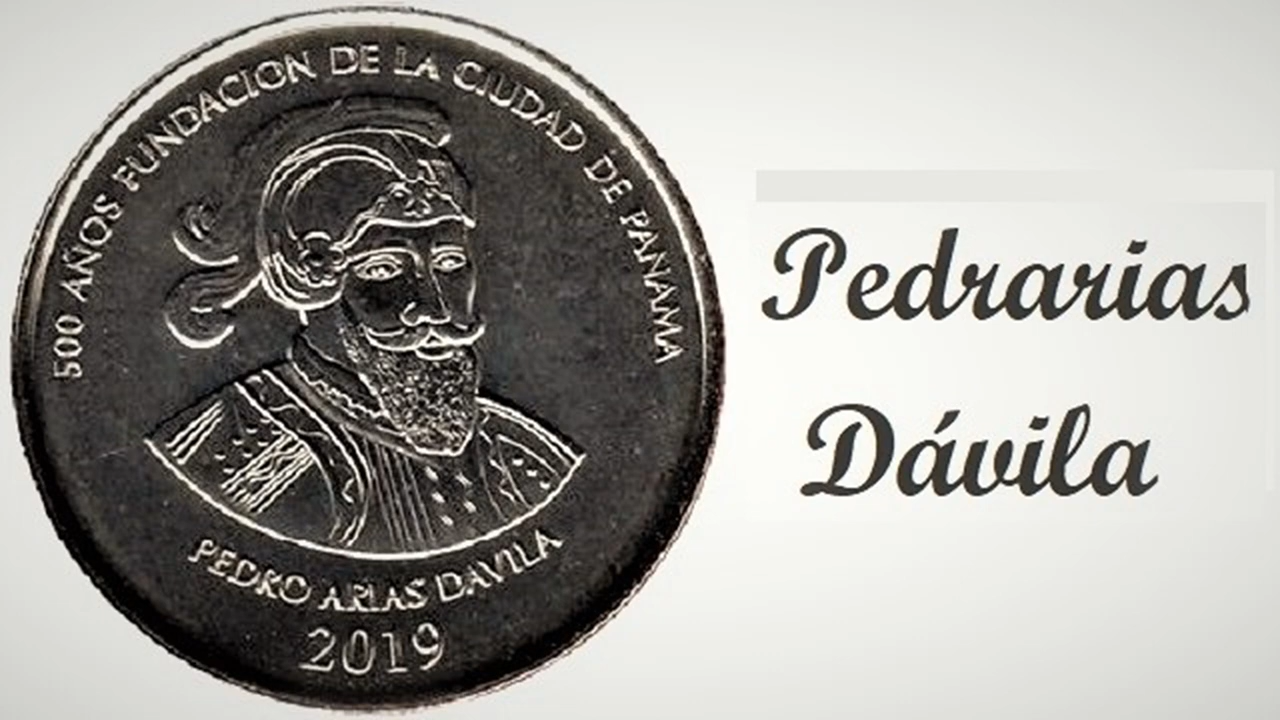 500 AÑOS FUNDACION DE LA CIUDAD DE PANAMA
PEDRO ARIAS DAVILA
2019
Pedrarias
Dávila